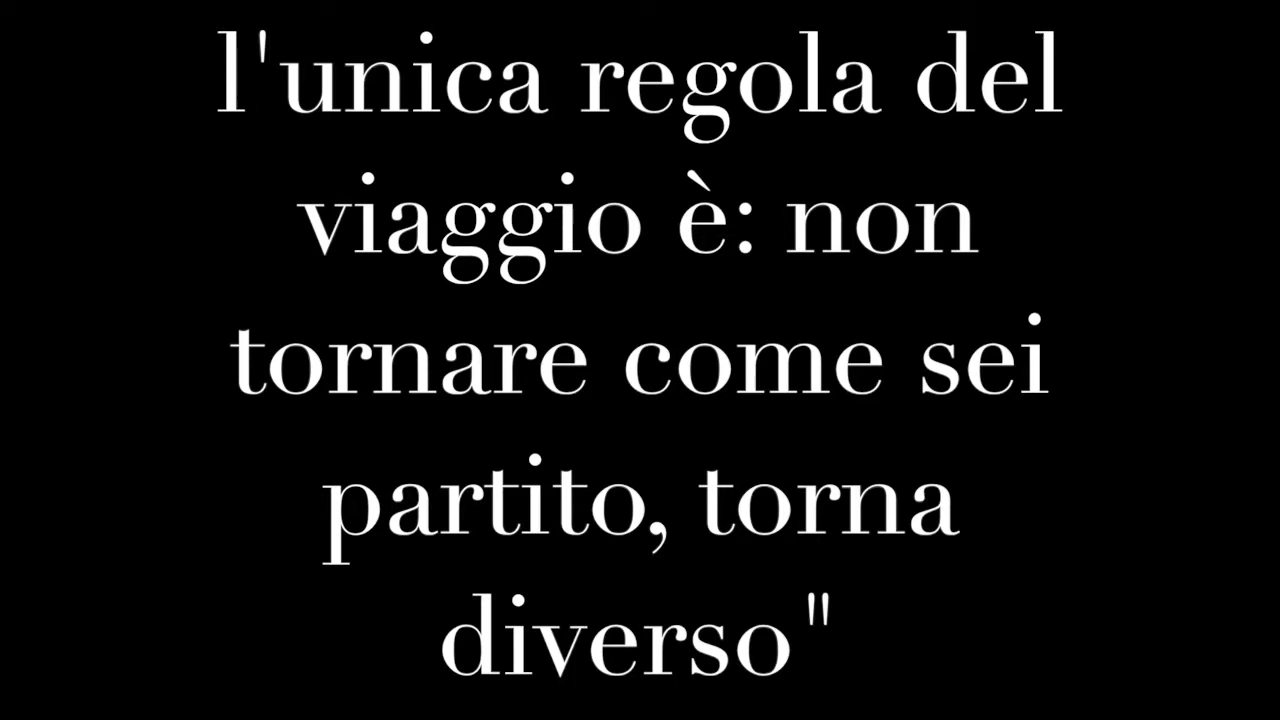 l'unica regola del
viaggio è: non
tornare come sei
partito, torna
diverso"